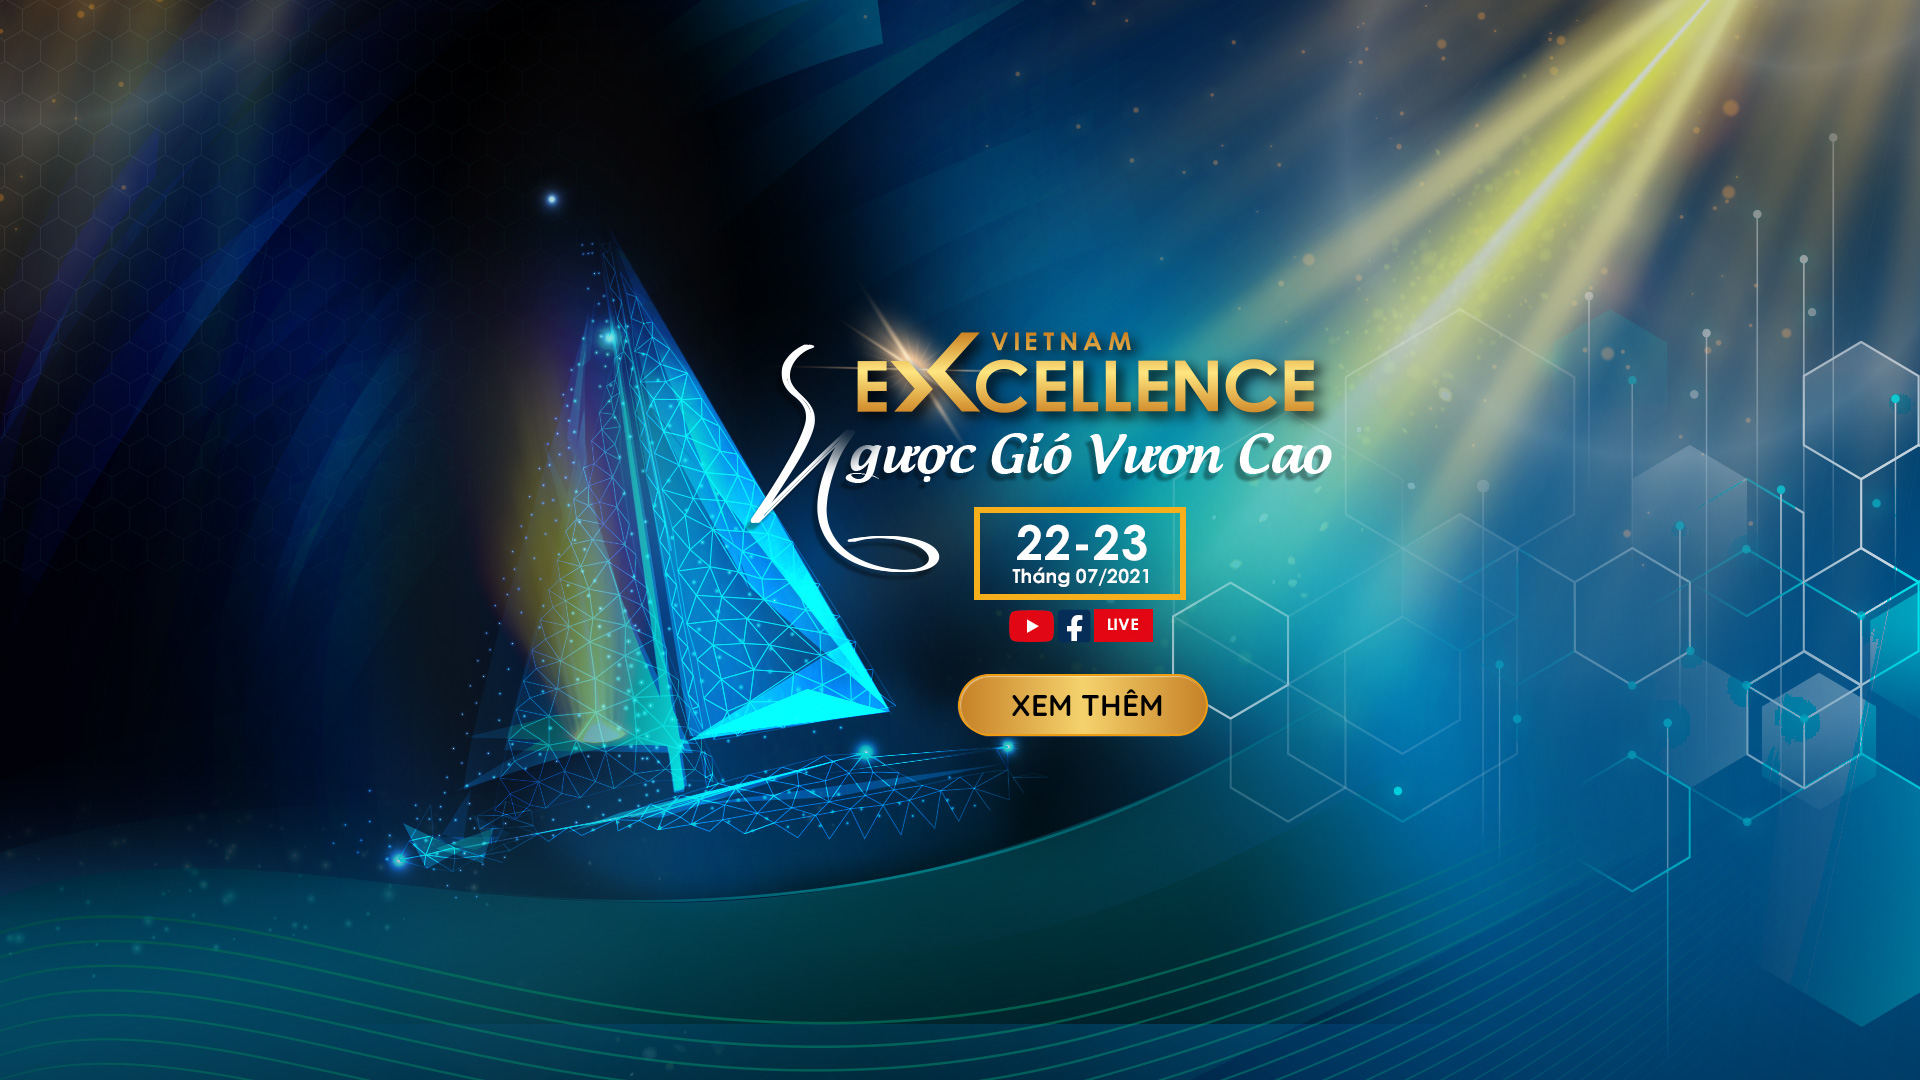 VIETNAM
EXCELLENCE
Ngược Gió Vươn Cao
22-23
Tháng 07/2021
LIVE
XEM THÊM